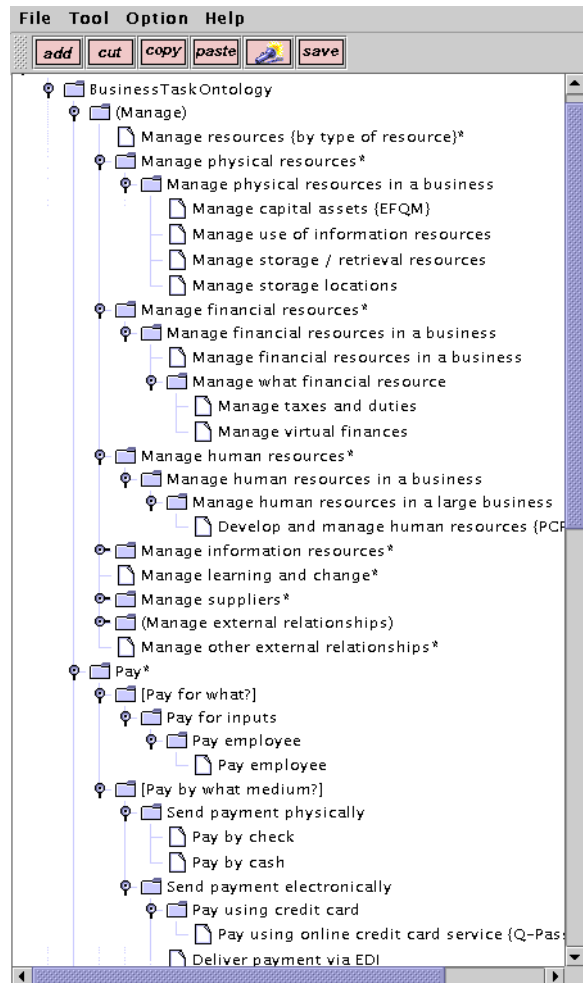 File Tool Option Help
add cut copy paste save
BusinessTaskOntology
(Manage)
Manage resources {by type of resource}*
Manage physical resources*
Manage physical resources in a business
Manage capital assets {EFQM}
Manage use of information resources
Manage storage / retrieval resources
Manage storage locations
Manage financial resources*
Manage financial resources in a business
Manage financial resources in a business
Manage what financial resource
Manage taxes and duties
Manage virtual finances
Manage human resources*
Manage human resources in a business
Manage human resources in a large business
Develop and manage human resources {PCF
Manage information resources*
Manage learning and change*
Manage suppliers*
(Manage external relationships)
Manage other external relationships*
Pay*
[Pay for what?]
Pay for inputs
Pay employee
Pay employee
[Pay by what medium?]
Send payment physically
Pay by check
Pay by cash
Send payment electronically
Pay using credit card
Pay using online credit card service {Q-Pass
Deliver payment via EDI